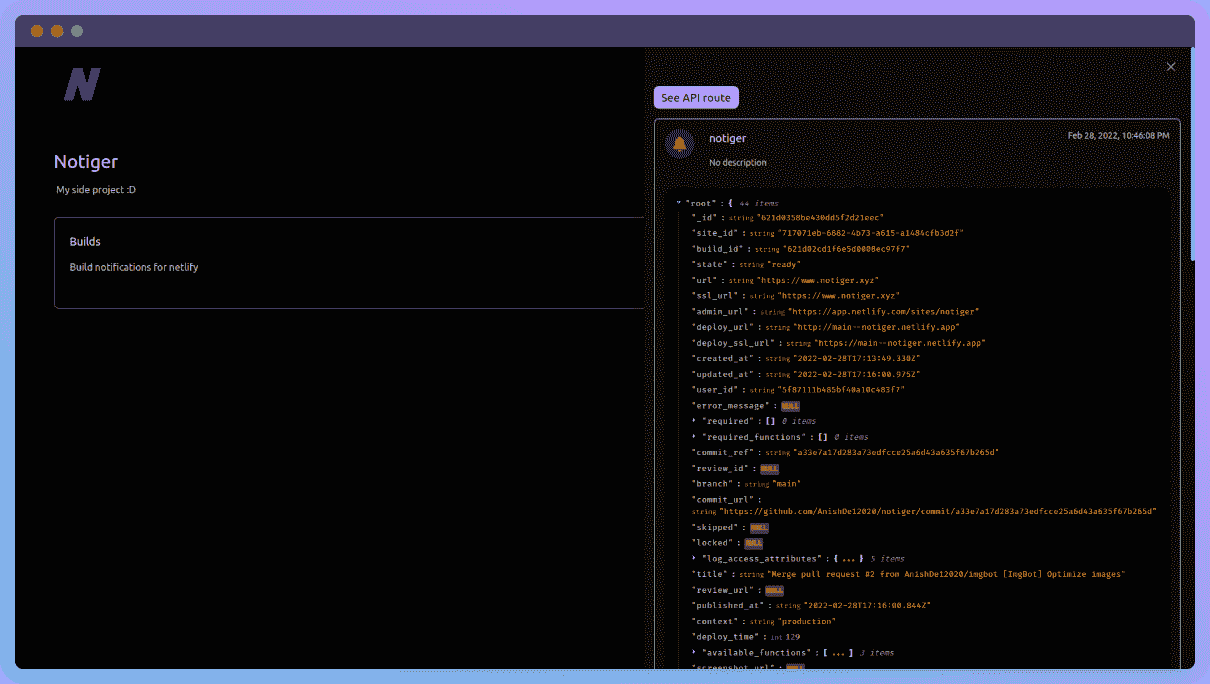 N
Notiger
My side project :D
Builds
Build notifications for netlify
See API route
notiger
Feb 28, 2022, 10:46:08 PM
No description
"root" : { 44 items
"_id" : string "621d0358be430dd5f2d21eec"
"site_id" : string "717071eb-6682-4b73-a615-a1484cfb3d2f"
"build_id" : string "621d02cd1f6e5d0008ec97f7"
"state" : string "ready"
"url" : string "https://www.notiger.xyz"
"ssl_url" : string "https://www.notiger.xyz"
"admin_url" : string "https://app.netlify.com/sites/notiger"
"deploy_url" : string "http://main--notiger.netlify.app"
"deploy_ssl_url" : string "https://main--notiger.netlify.app"
"created_at" : string "2022-02-28T17:13:49.330Z"
"updated_at" : string "2022-02-28T17:16:00.975Z"
"user_id" : string "5f87111b485bf40a10c483f7"
"error_message" : NULL
"required" : [] 0 items
"required_functions" : [] 0 items
"commit_ref" : string "a33e7a17d283a73edfcce25a6d43a635f67b265d"
"review_id" : NULL
"branch" : string "main"
"commit_url" :
string "https://github.com/AnishDe12020/notiger/commit/a33e7a17d283a73edfcce25a6d43a635f67b265d"
"skipped" : NULL
"locked" : NULL
"log_access_attributes" : { ... } 5 items
"title" : string "Merge pull request #2 from AnishDe12020/imgbot [ImgBot] Optimize images"
"review_url" : NULL
"published_at" : string "2022-02-28T17:16:00.844Z"
"context" : string "production"
"deploy_time" : int 129
"available_functions" : [ ... ] 3 items
"screenshot_url" : NULL